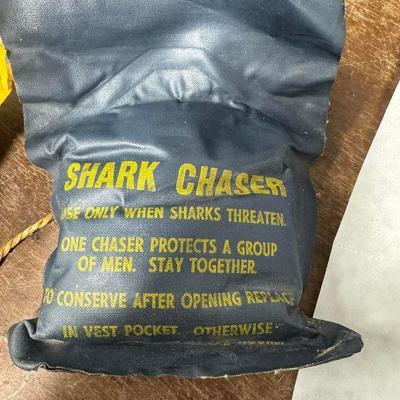 SHARK CHASER
USE ONLY WHEN SHARKS THREATEN.
ONE CHASER PROTECTS A GROUP
OF MEN. STAY TOGETHER.
TO CONSERVE AFTER OPENING REPLACE
IN VEST POCKET. OTHERWISE